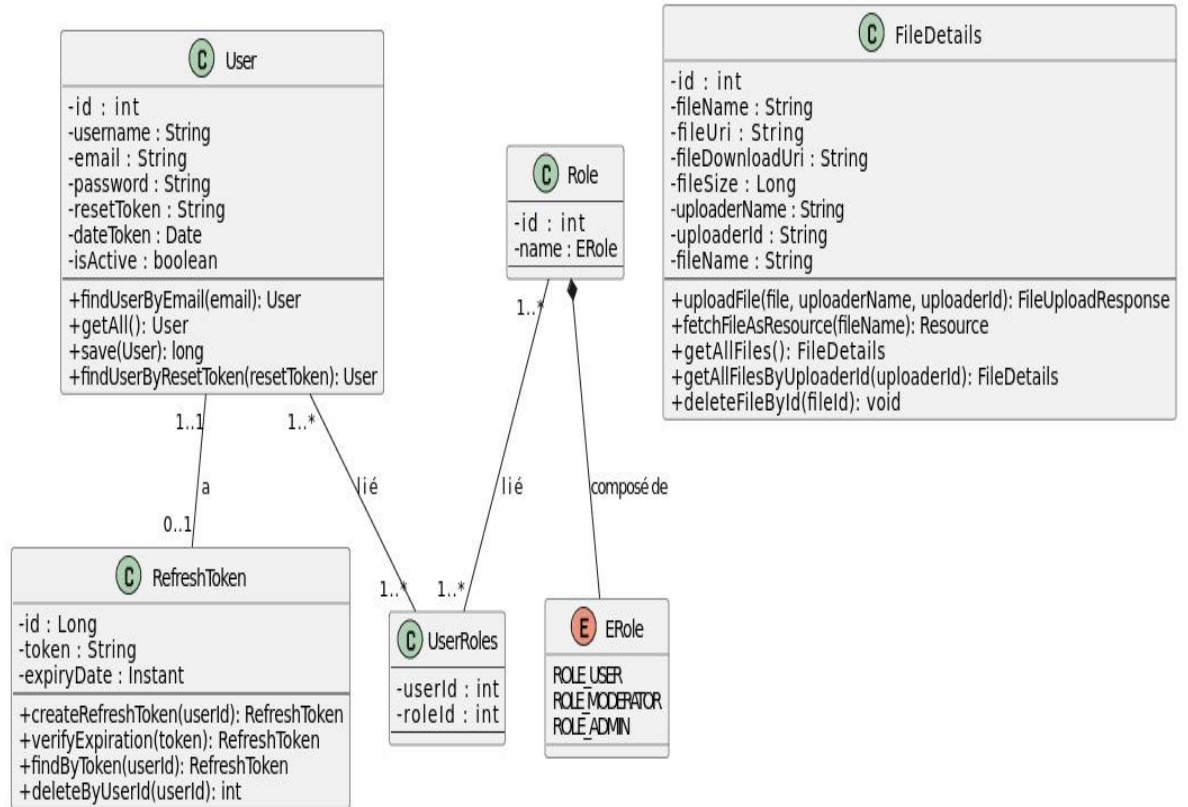 C User
-id : int
-username : String
-email : String
-password : String
-resetToken : String
-dateToken : Date
-isActive : boolean
+findUserByEmail(email): User
+getAll(): User
+save(User): long
+findUserByResetToken(resetToken): User
C Role
-id : int
-name : ERole
C FileDetails
-id : int
-fileName : String
-fileUri : String
-fileDownloadUri : String
-fileSize : Long
-uploaderName : String
-uploaderId : String
-fileName : String
+uploadFile(file, uploaderName, uploaderId): FileUploadResponse
+fetchFileAsResource(fileName): Resource
+getAllFiles(): FileDetails
+getAllFilesByUploaderId(uploaderId): FileDetails
+deleteFileById(fileId): void
1..1
1..*
1..*
a
lié
lié
composé de
0..1
1..*
1..*
C RefreshToken
-id : Long
-token : String
-expiryDate : Instant
+createRefreshToken(userId): RefreshToken
+verifyExpiration(token): RefreshToken
+findByToken(userId): RefreshToken
+deleteByUserId(userId): int
C UserRoles
-userId : int
-roleId : int
E ERole
ROLE_USER
ROLE_MODERATOR
ROLE_ADMIN